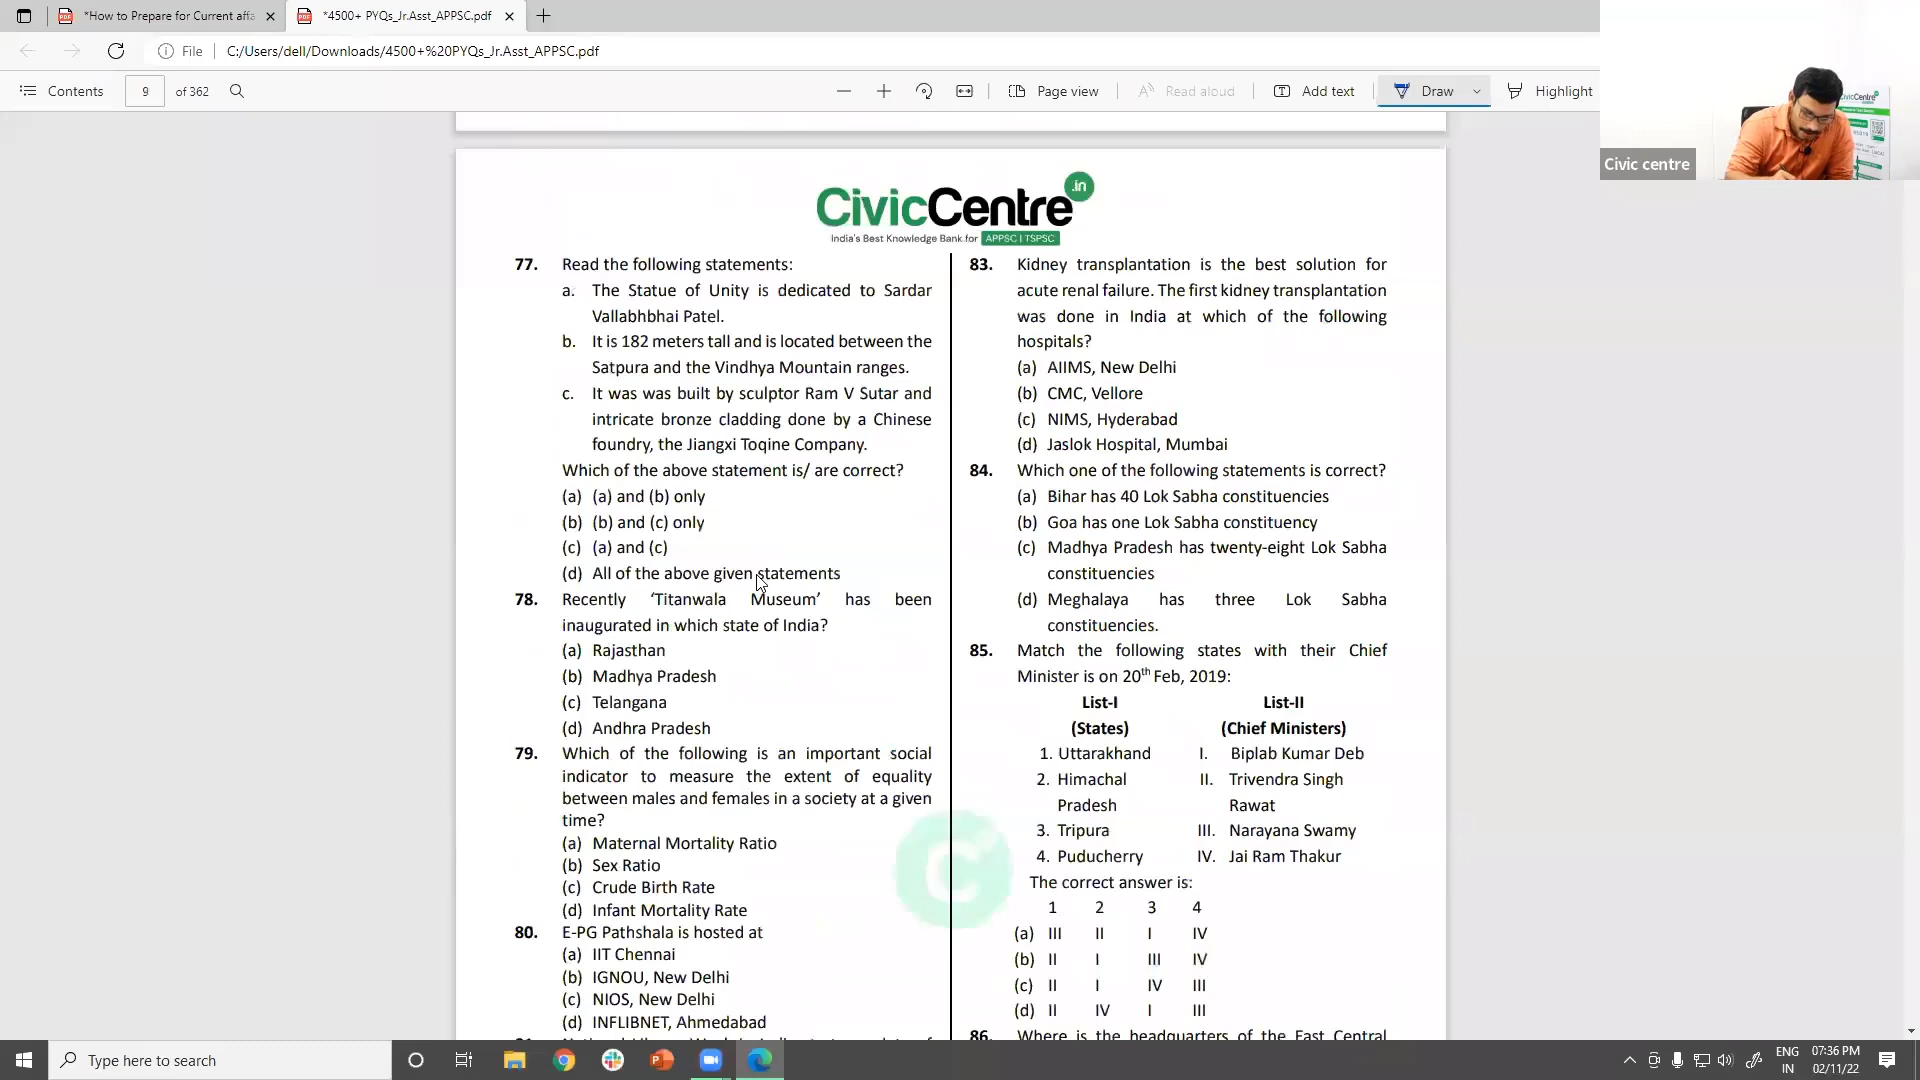 *How to Prepare for Current affa
*4500+ PYQs_Jr.Asst_APPSC.pdf
File
C:/Users/dell/Downloads/4500+%20PYQs_Jr.Asst_APPSC.pdf
Contents
9
of 362
Page view
Read aloud
Add text
Draw
Highlight
Civic centre
CivicCentre .in
India's Best Knowledge Bank for APPSC | TSPSC
77. Read the following statements:
a. The Statue of Unity is dedicated to Sardar
Vallabhbhai Patel.
b. It is 182 meters tall and is located between the
Satpura and the Vindhya Mountain ranges.
c. It was was built by sculptor Ram V Sutar and
intricate bronze cladding done by a Chinese
foundry, the Jiangxi Toqine Company.
Which of the above statement is/ are correct?
(a) (a) and (b) only
(b) (b) and (c) only
(c) (a) and (c)
(d) All of the above given statements
78. Recently ‘Titanwala Museum’ has been
inaugurated in which state of India?
(a) Rajasthan
(b) Madhya Pradesh
(c) Telangana
(d) Andhra Pradesh
79. Which of the following is an important social
indicator to measure the extent of equality
between males and females in a society at a given
time?
(a) Maternal Mortality Ratio
(b) Sex Ratio
(c) Crude Birth Rate
(d) Infant Mortality Rate
80. E-PG Pathshala is hosted at
(a) IIT Chennai
(b) IGNOU, New Delhi
(c) NIOS, New Delhi
(d) INFLIBNET, Ahmedabad
83. Kidney transplantation is the best solution for
acute renal failure. The first kidney transplantation
was done in India at which of the following
hospitals?
(a) AIIMS, New Delhi
(b) CMC, Vellore
(c) NIMS, Hyderabad
(d) Jaslok Hospital, Mumbai
84. Which one of the following statements is correct?
(a) Bihar has 40 Lok Sabha constituencies
(b) Goa has one Lok Sabha constituency
(c) Madhya Pradesh has twenty-eight Lok Sabha
constituencies
(d) Meghalaya has three Lok Sabha
constituencies.
85. Match the following states with their Chief
Minister is on 20th Feb, 2019:
List-I List-II
(States) (Chief Ministers)
1. Uttarakhand I. Biplab Kumar Deb
2. Himachal II. Trivendra Singh
Pradesh Rawat
3. Tripura III. Narayana Swamy
4. Puducherry IV. Jai Ram Thakur
The correct answer is:
1 2 3 4
(a) III II I IV
(b) II I III IV
(c) II I IV III
(d) II IV I III
86. Where is the headquarters of the East Central
Type here to search
ENG
IN
07:36 PM
02/11/22